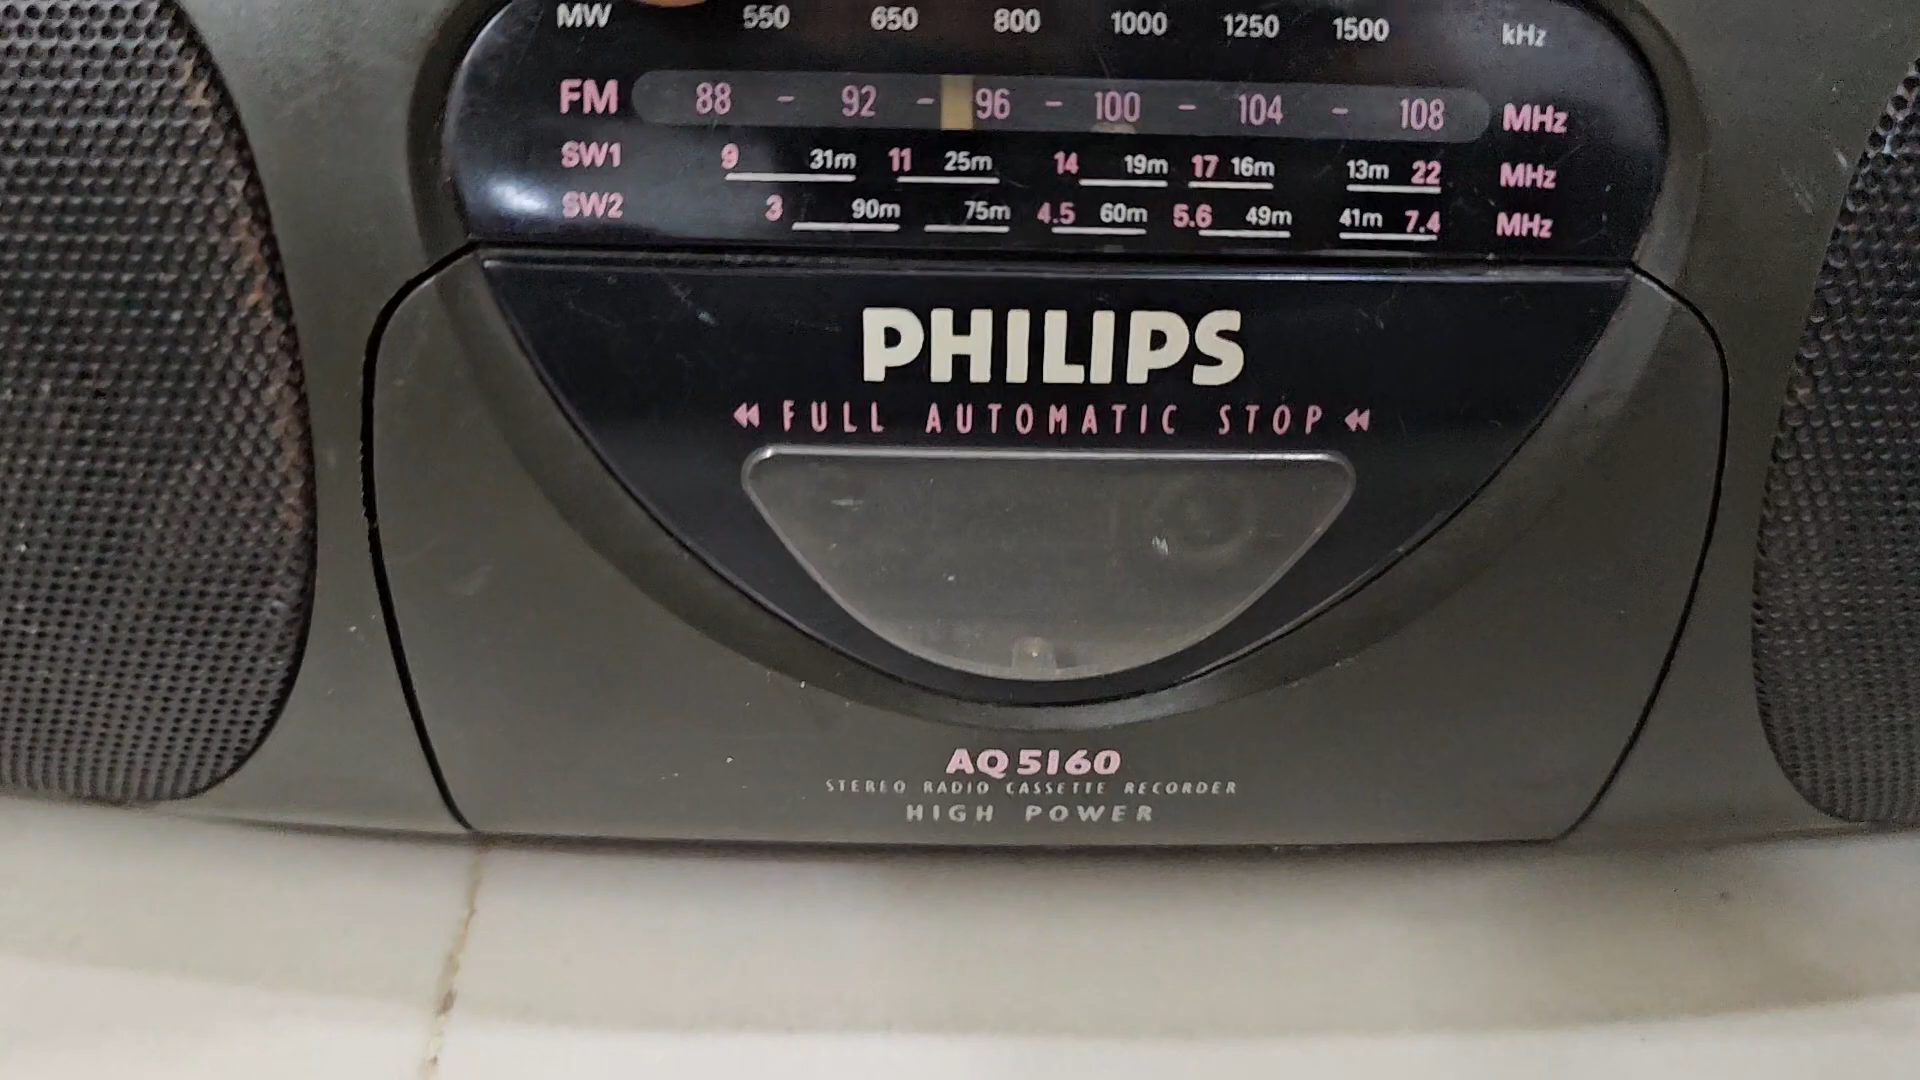 MW 550 650 800 1000 1250 1500 kHz
FM 88 - 92 - 96 - 100 - 104 - 108 MHz
SW1 9 31m 11 25m 14 19m 17 16m 13m 22 MHz
SW2 3 90m 75m 4.5 60m 5.6 49m 41m 7.4 MHz
PHILIPS
FULL AUTOMATIC STOP
AQ5160
STEREO RADIO CASSETTE RECORDER
HIGH POWER